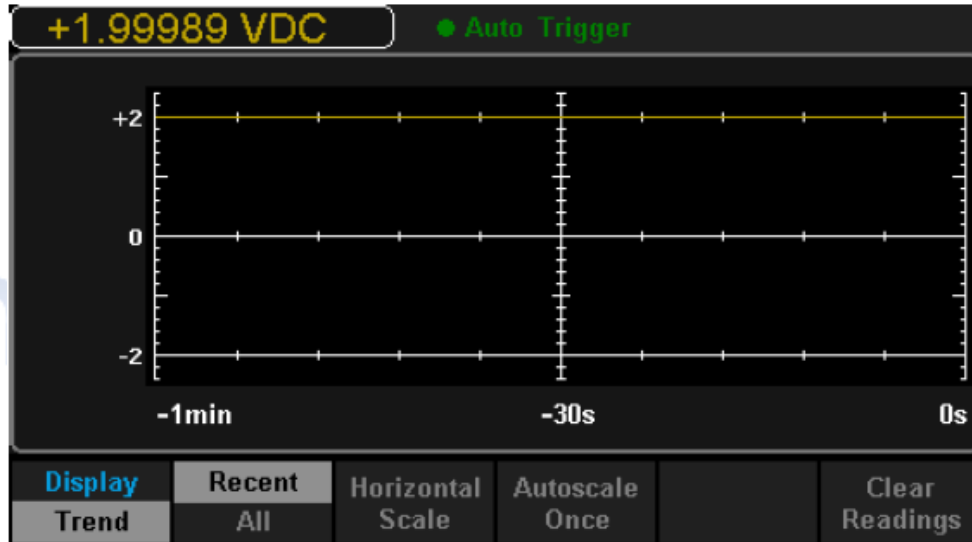 +1.99989 VDC
Auto Trigger
+2
0
-2
-1min
-30s
0s
Display
Trend
Recent
All
Horizontal
Scale
Autoscale
Once
Clear
Readings